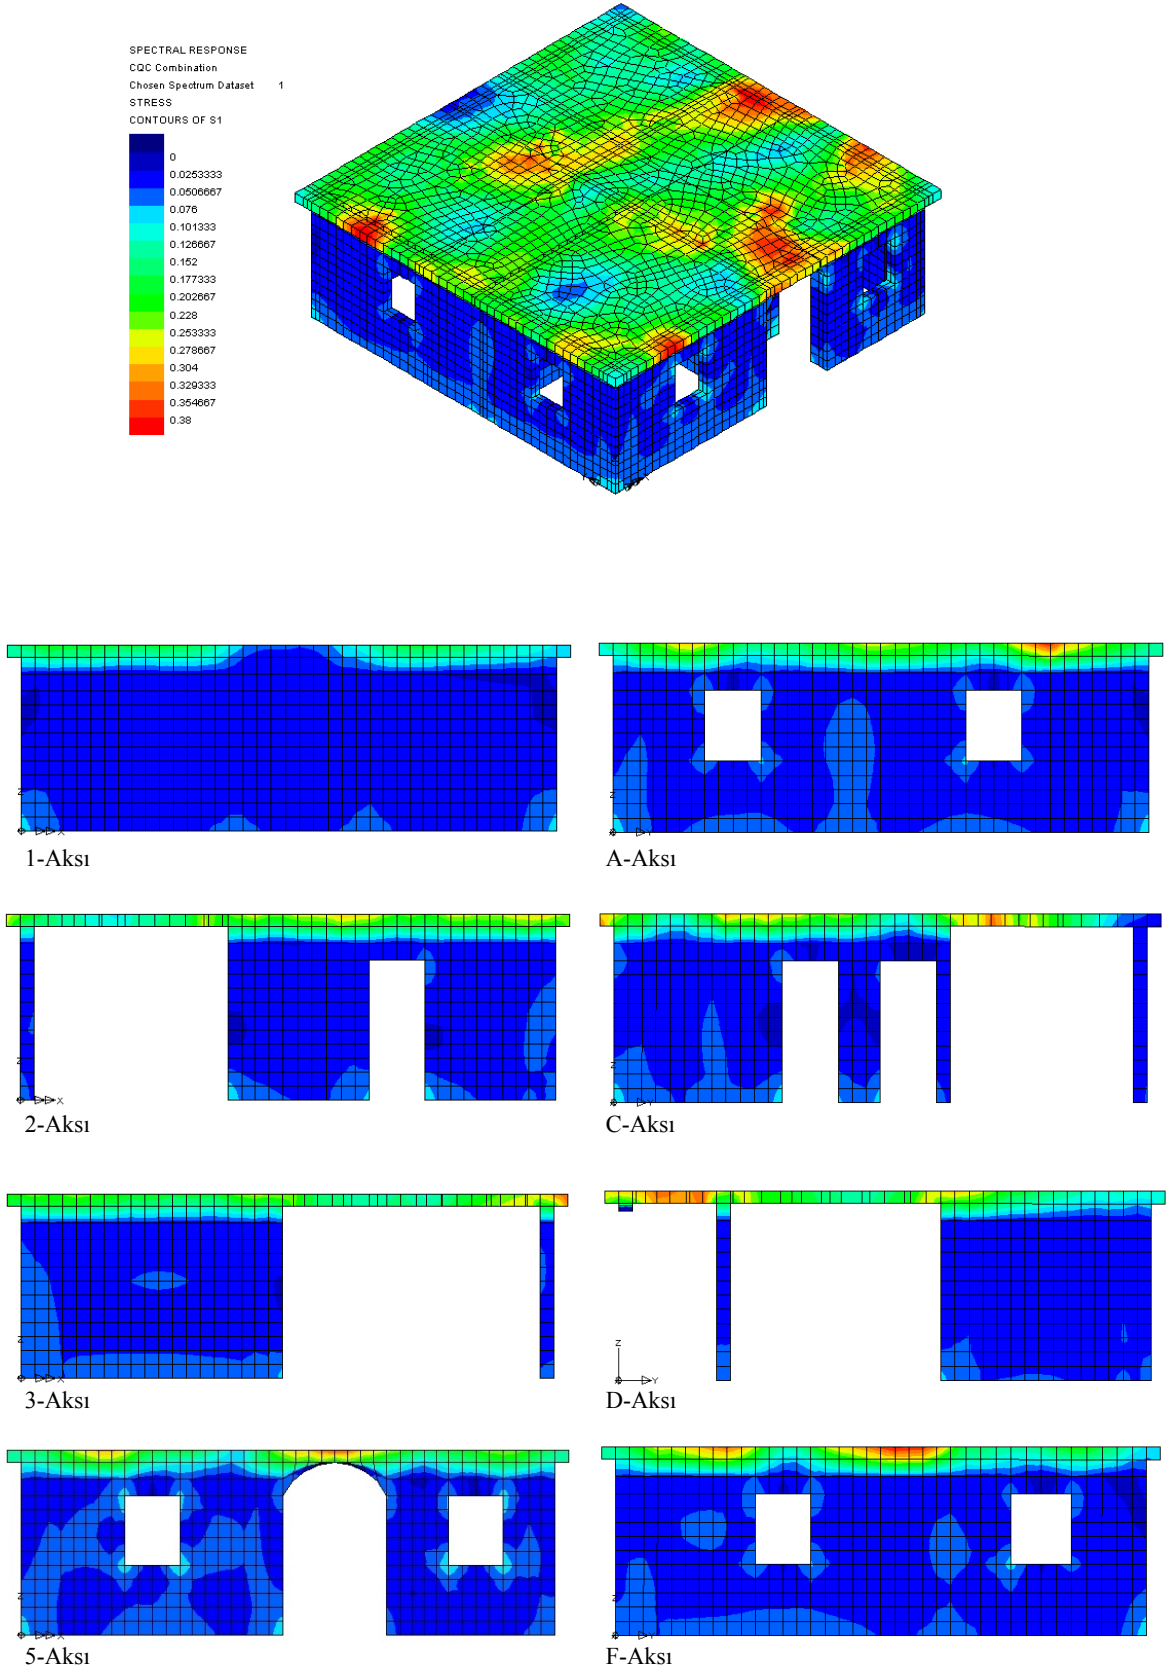 SPECTRAL RESPONSE
CQC Combination
Chosen Spectrum Dataset 1
STRESS
CONTOURS OF S1
0
0.0253333
0.0506667
0.076
0.101333
0.126667
0.152
0.177333
0.202667
0.228
0.253333
0.278667
0.304
0.329333
0.354667
0.38
1-Aksı
A-Aksı
2-Aksı
C-Aksı
3-Aksı
D-Aksı
5-Aksı
F-Aksı